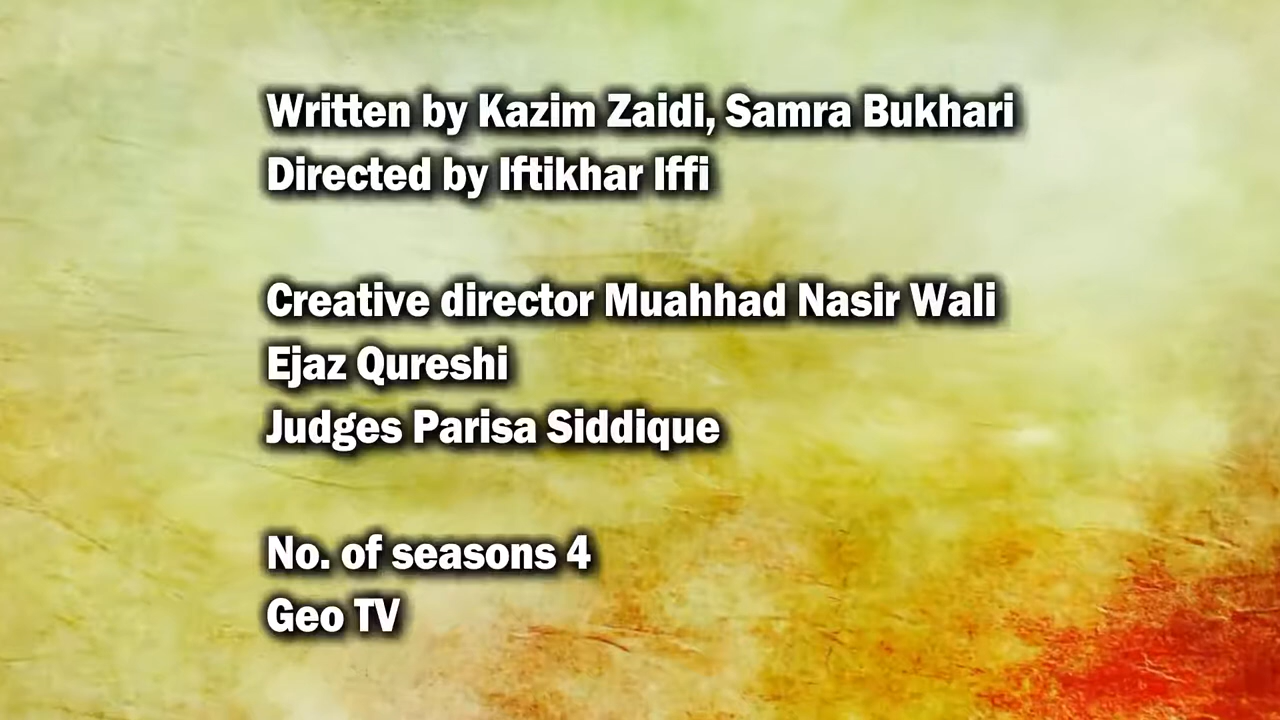 Written by Kazim Zaidi, Samra Bukhari
Directed by Iftikhar Iffi
Creative director Muahhad Nasir Wali
Ejaz Qureshi
Judges Parisa Siddique
No. of seasons 4
Geo TV